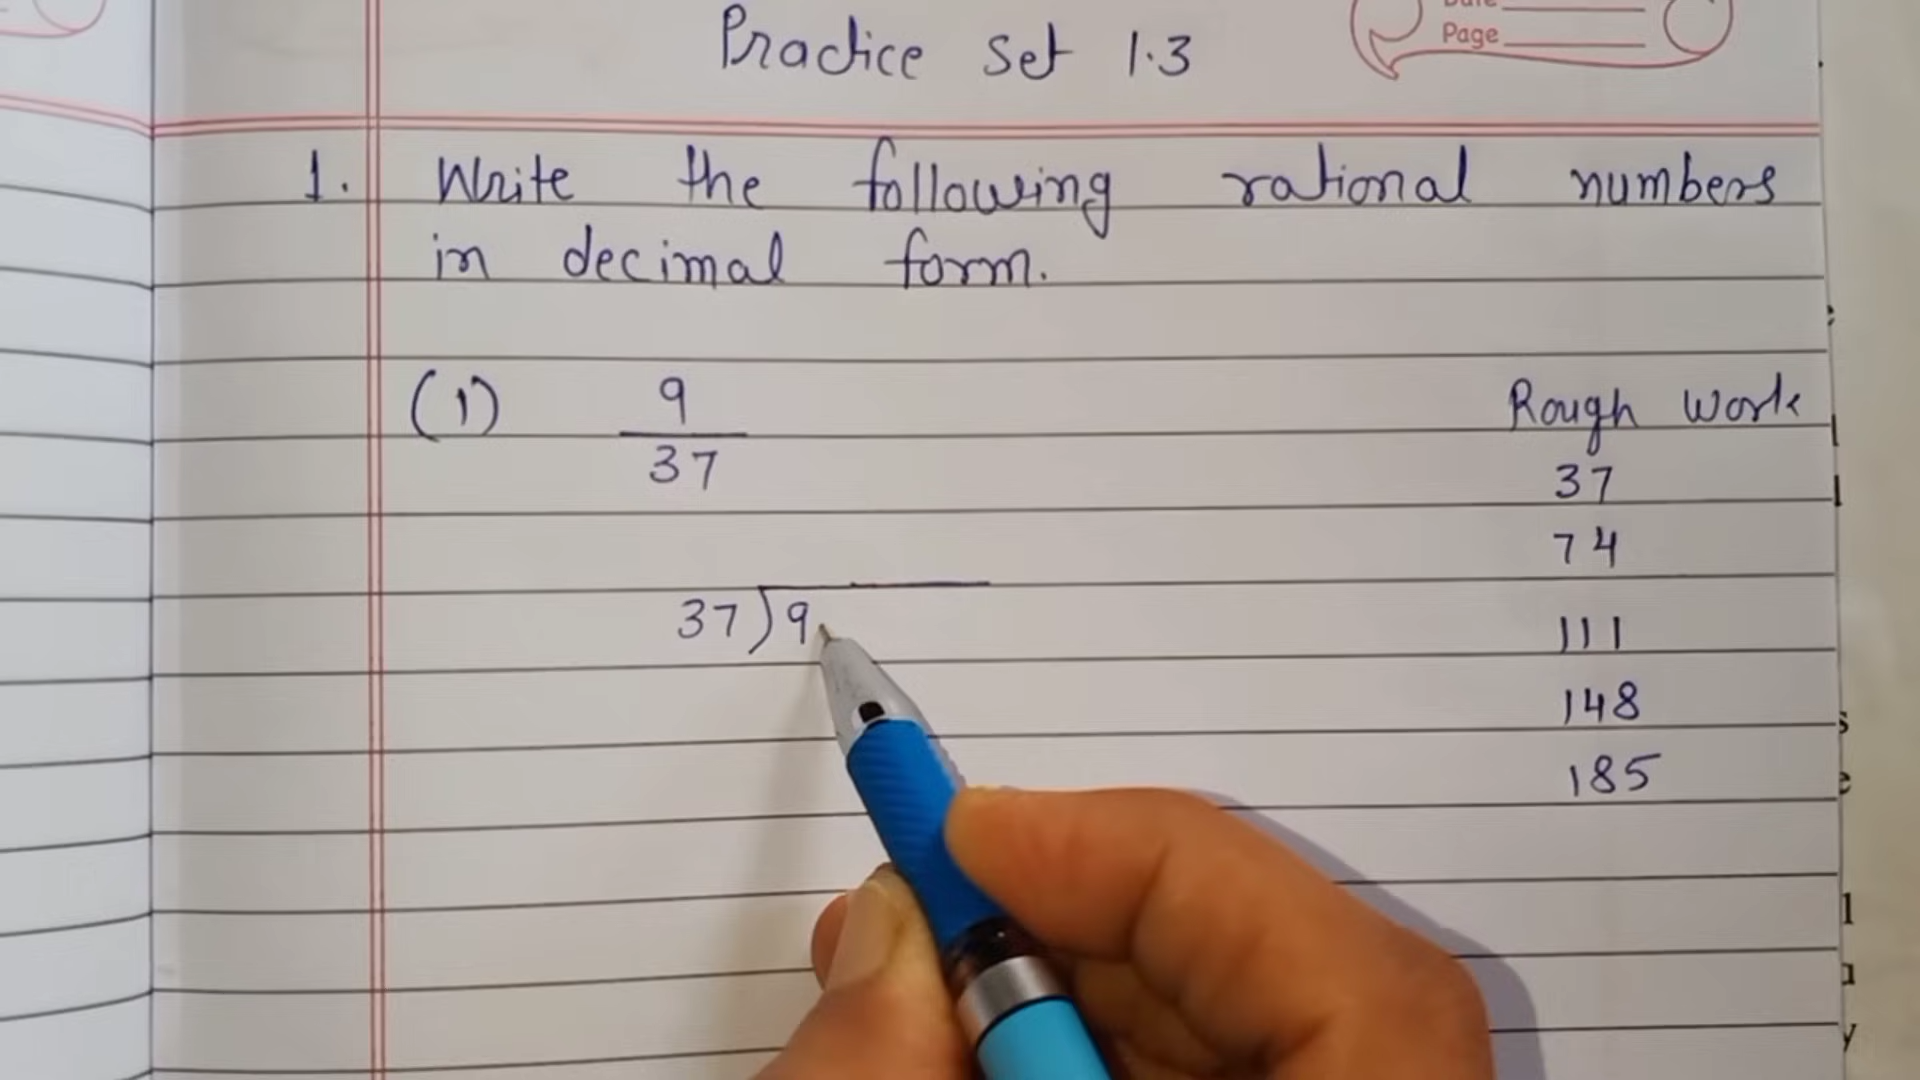 Page
Practice Set 1.3
1. Write the following rational numbers
in decimal form.
(1) 9
37
Rough Work
37
74
37)9
111
148
185